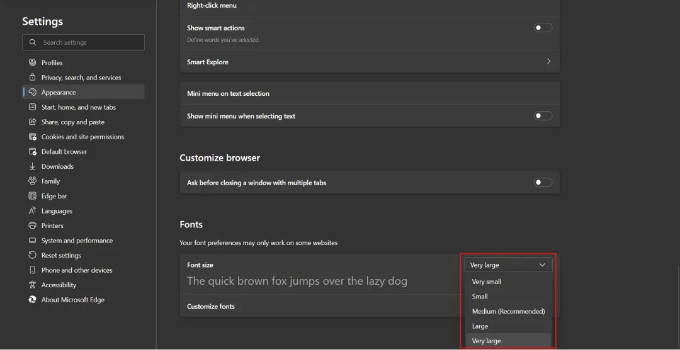 Settings
Search settings
Profiles
Privacy, search, and services
Appearance
Start, home, and new tabs
Share, copy and paste
Cookies and site permissions
Default browser
Downloads
Family
Edge bar
Languages
Printers
System and performance
Reset settings
Phone and other devices
Accessibility
About Microsoft Edge
Right-click menu
Show smart actions
Define words you've selected.
Smart Explore
Mini menu on text selection
Show mini menu when selecting text
Customize browser
Ask before closing a window with multiple tabs
Fonts
Your font preferences may only work on some websites
Font size
Very large
The quick brown fox jumps over the lazy dog
Customize fonts
Very small
Small
Medium (Recommended)
Large
Very large